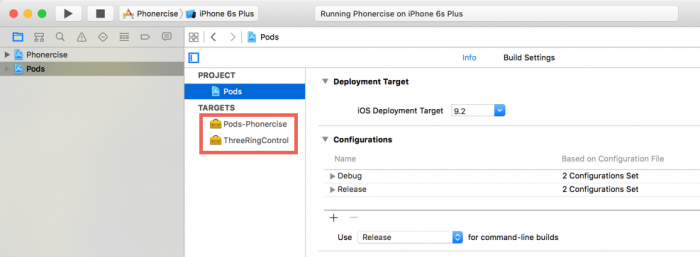 Phonercise iPhone 6s Plus Running Phonercise on iPhone 6s Plus
Pods
Phonercise
Pods
Info Build Settings
PROJECT
Pods
TARGETS
Pods-Phonercise
ThreeRingControl
Deployment Target
iOS Deployment Target 9.2
Configurations
Name Based on Configuration File
Debug 2 Configurations Set
Release 2 Configurations Set
+ −
Use Release for command-line builds